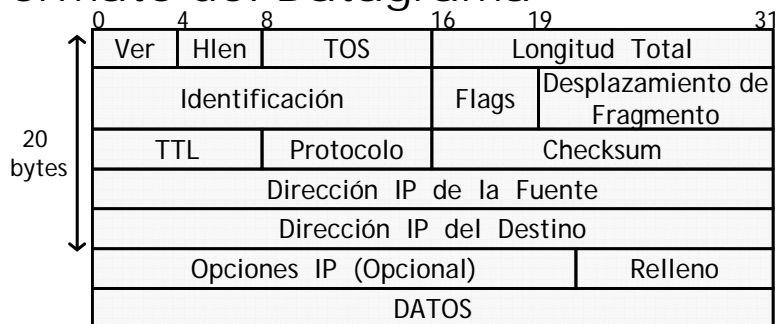 ormato del Datagrama
0 4 8 16 19 31
Ver Hlen TOS Longitud Total
Identificación Flags Desplazamiento de
Fragmento
20
bytes
TTL Protocolo Checksum
Dirección IP de la Fuente
Dirección IP del Destino
Opciones IP (Opcional) Relleno
DATOS